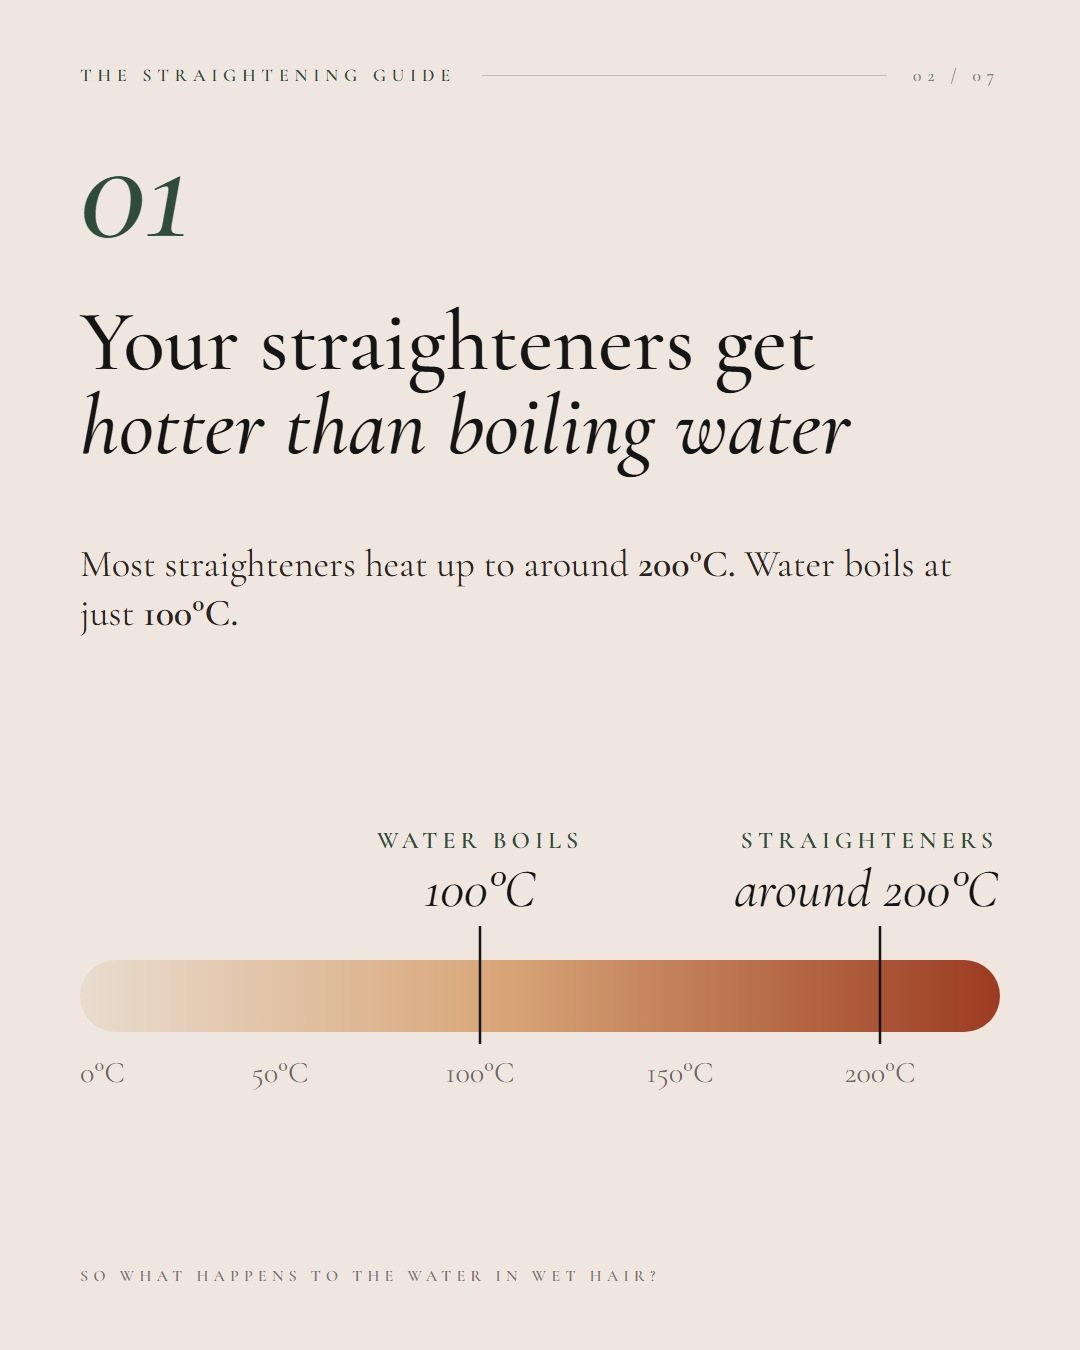 THE STRAIGHTENING GUIDE
02 / 07
01
Your straighteners get
hotter than boiling water
Most straighteners heat up to around 200°C. Water boils at
just 100°C.
WATER BOILS
100°C
STRAIGHTENERS
around 200°C
0°C 50°C 100°C 150°C 200°C
SO WHAT HAPPENS TO THE WATER IN WET HAIR?